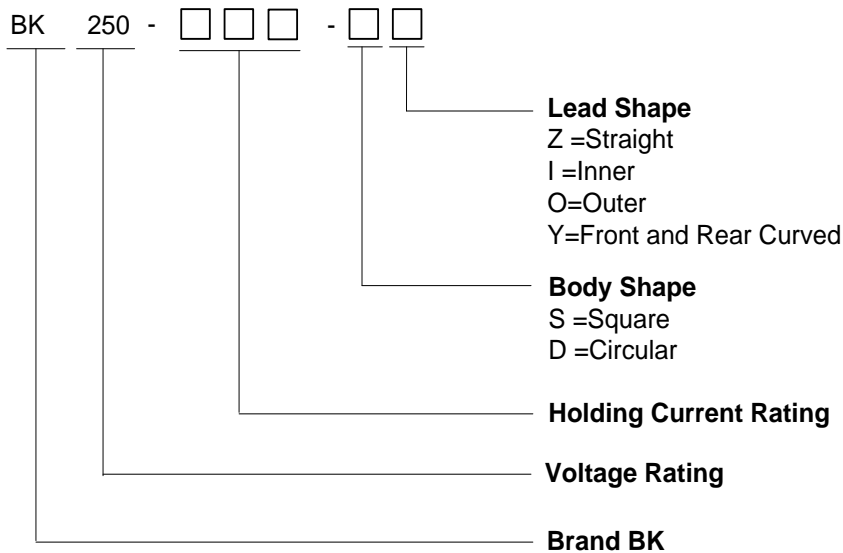 BK 250 - □□□ - □□
Lead Shape
Z =Straight
I =Inner
O=Outer
Y=Front and Rear Curved
Body Shape
S =Square
D =Circular
Holding Current Rating
Voltage Rating
Brand BK